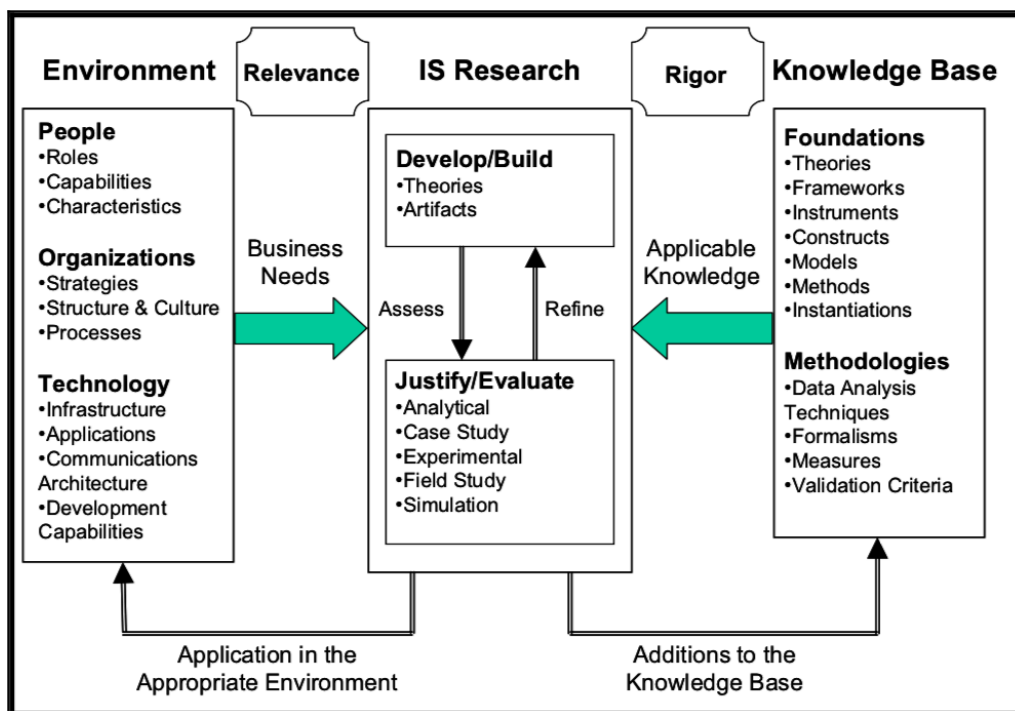 Environment
Relevance
IS Research
Rigor
Knowledge Base
People
•Roles
•Capabilities
•Characteristics
Organizations
•Strategies
•Structure & Culture
•Processes
Technology
•Infrastructure
•Applications
•Communications
Architecture
•Development
Capabilities
Business
Needs
Develop/Build
•Theories
•Artifacts
Assess
Refine
Justify/Evaluate
•Analytical
•Case Study
•Experimental
•Field Study
•Simulation
Applicable
Knowledge
Foundations
•Theories
•Frameworks
•Instruments
•Constructs
•Models
•Methods
•Instantiations
Methodologies
•Data Analysis
Techniques
•Formalisms
•Measures
•Validation Criteria
Application in the
Appropriate Environment
Additions to the
Knowledge Base